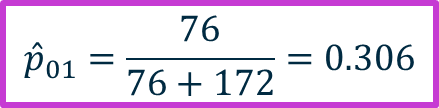 p̂₀₁ = 76 / (76 + 172) = 0.306